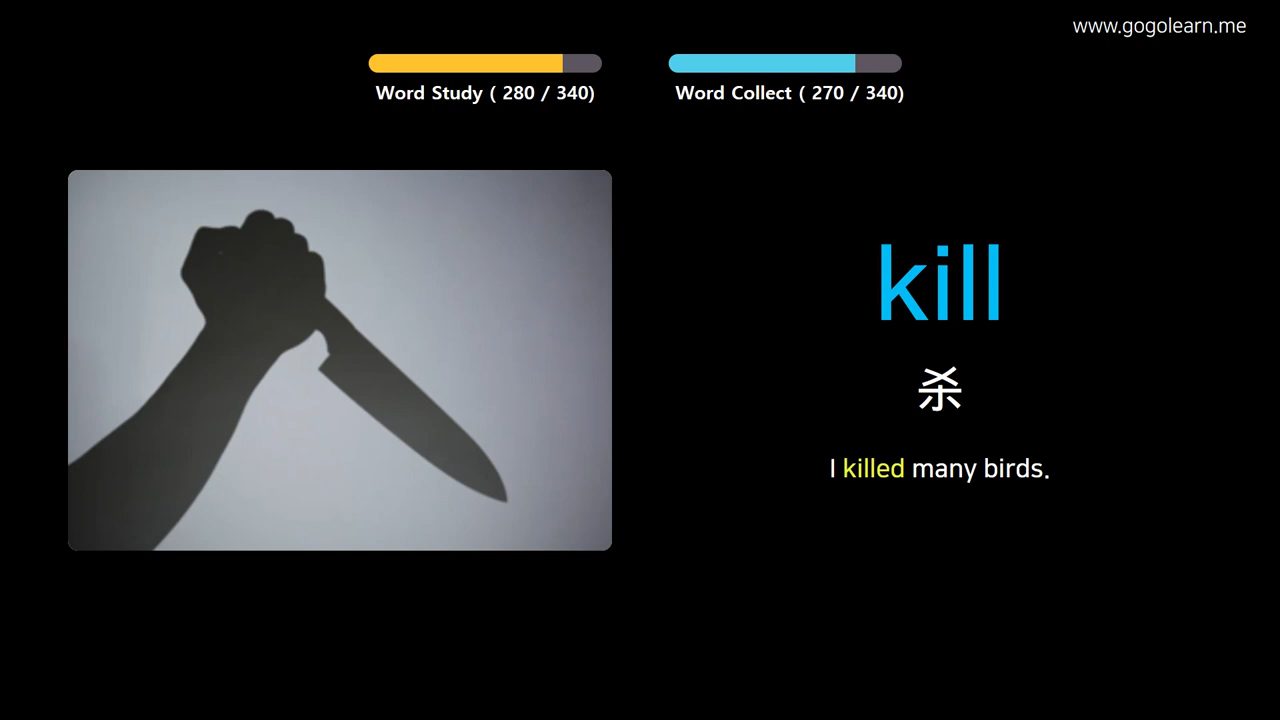 www.gogolearn.me
Word Study ( 280 / 340)
Word Collect ( 270 / 340)
kill
杀
I killed many birds.